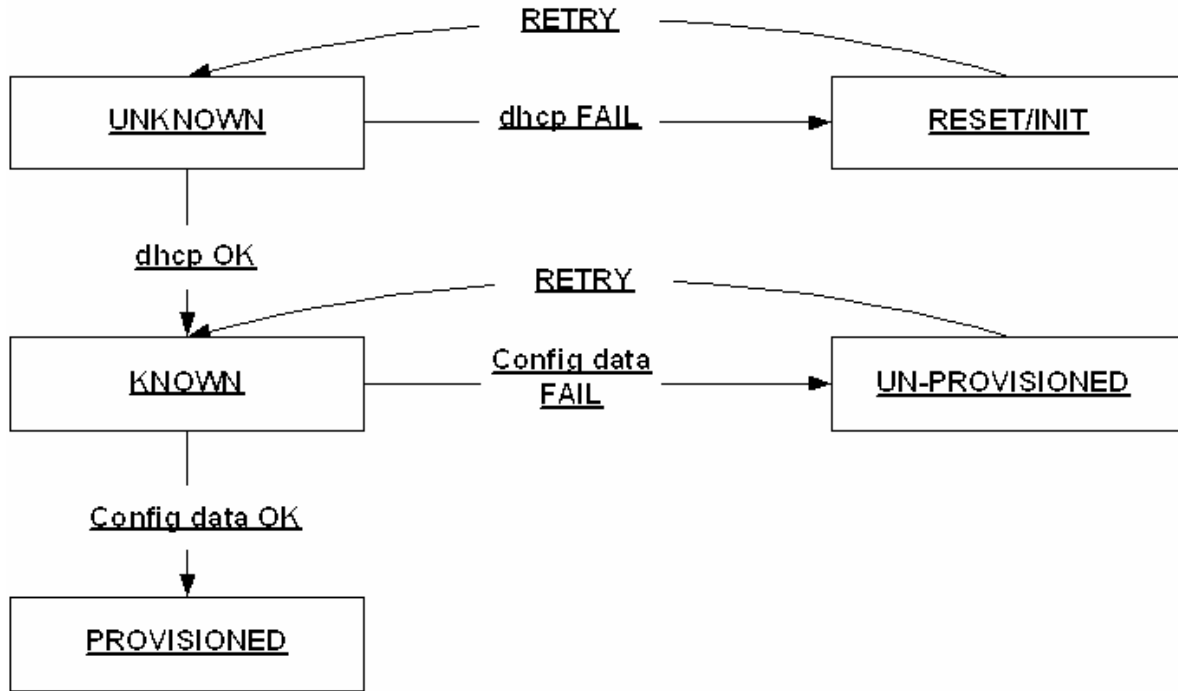 RETRY
UNKNOWN
dhcp FAIL
RESET/INIT
dhcp OK
RETRY
KNOWN
Config data
FAIL
UN-PROVISIONED
Config data OK
PROVISIONED